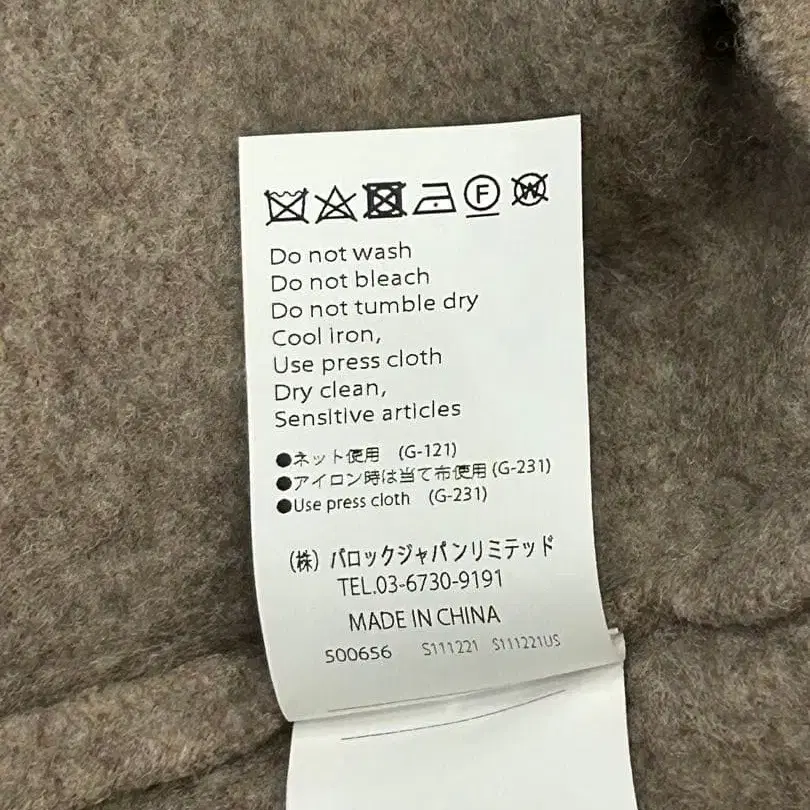 F W
Do not wash
Do not bleach
Do not tumble dry
Cool iron,
Use press cloth
Dry clean,
Sensitive articles
●ネット使用 (G-121)
●アイロン時は当て布使用 (G-231)
●Use press cloth (G-231)
(株) バロックジャパンリミテッド
TEL.03-6730-9191
MADE IN CHINA
500656 S111221 S111221US